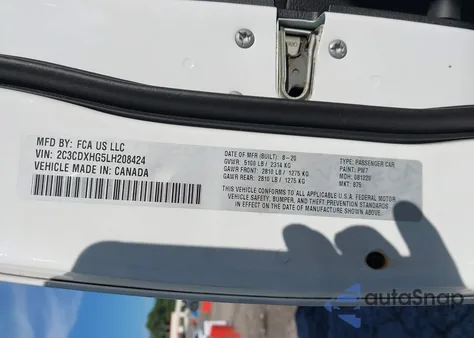 MFD BY: FCA US LLC
VIN: 2C3CDXHG5LH208424
VEHICLE MADE IN: CANADA
DATE OF MFR (BUILT): 8-20
GVWR: 5100 LB / 2314 KG
GAWR FRONT: 2810 LB / 1275 KG
GAWR REAR: 2810 LB / 1275 KG
TYPE: PASSENGER CAR
PAINT: PW7
MDH: 081220
MKT: B75
THIS VEHICLE CONFORMS TO ALL APPLICABLE U.S.A. FEDERAL MOTOR
VEHICLE SAFETY, BUMPER, AND THEFT PREVENTION STANDARDS IN
EFFECT ON THE DATE OF MANUFACTURE SHOWN ABOVE.
autoSnap